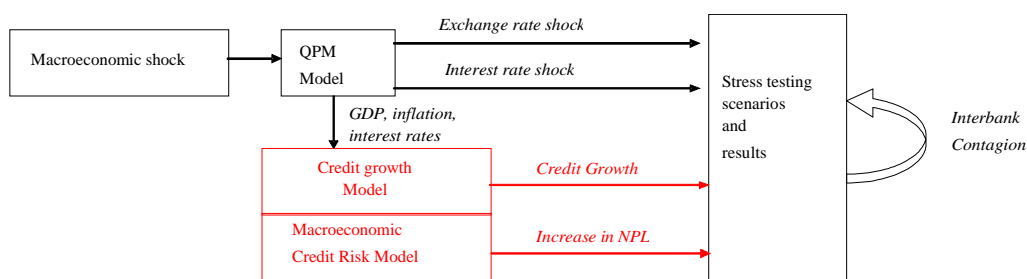 Exchange rate shock
Macroeconomic shock
QPM
Model
Interest rate shock
GDP, inflation,
interest rates
Stress testing
scenarios
and
results
Interbank
Contagion
Credit growth
Model
Credit Growth
Macroeconomic
Credit Risk Model
Increase in NPL